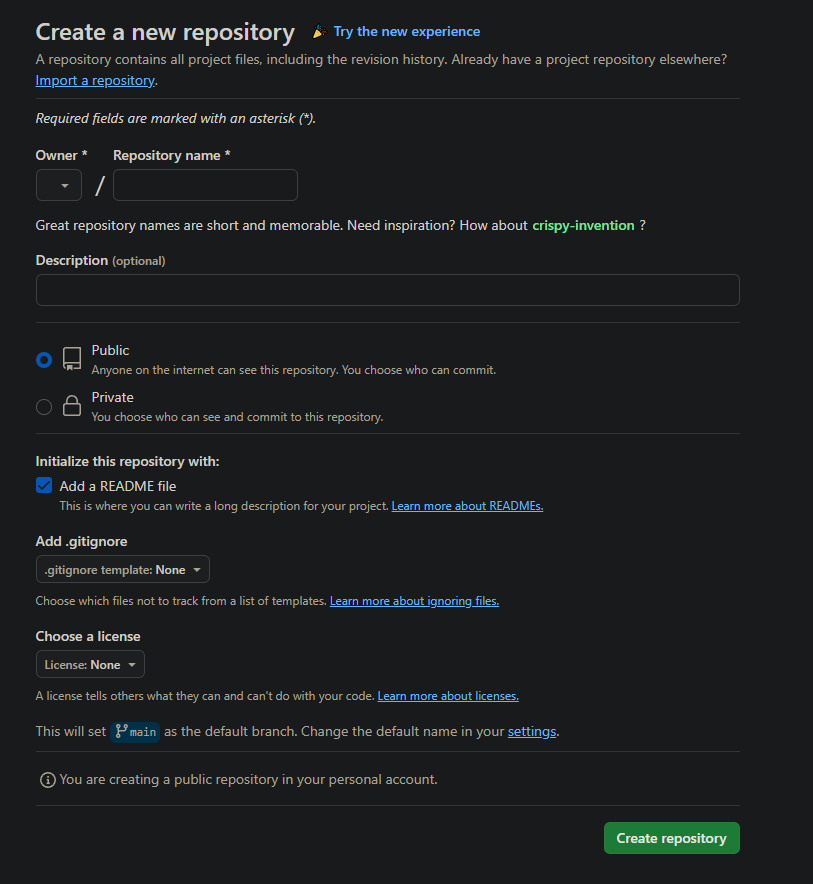 Create a new repository Try the new experience
A repository contains all project files, including the revision history. Already have a project repository elsewhere?
Import a repository.
Required fields are marked with an asterisk (*).
Owner * Repository name *
/
Great repository names are short and memorable. Need inspiration? How about crispy-invention ?
Description (optional)
Public
Anyone on the internet can see this repository. You choose who can commit.
Private
You choose who can see and commit to this repository.
Initialize this repository with:
Add a README file
This is where you can write a long description for your project. Learn more about READMEs.
Add .gitignore
.gitignore template: None
Choose which files not to track from a list of templates. Learn more about ignoring files.
Choose a license
License: None
A license tells others what they can and can't do with your code. Learn more about licenses.
This will set main as the default branch. Change the default name in your settings.
You are creating a public repository in your personal account.
Create repository